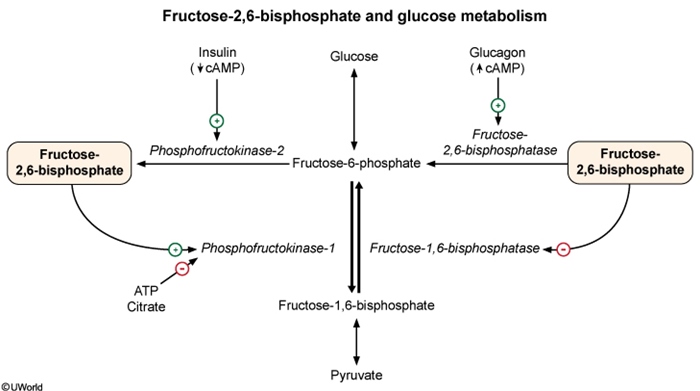 Fructose-2,6-bisphosphate and glucose metabolism
Insulin
(↓cAMP)
Glucose
Glucagon
(↑cAMP)
+
+
Phosphofructokinase-2
Fructose-
2,6-bisphosphatase
Fructose-
2,6-bisphosphate
Fructose-6-phosphate
Fructose-
2,6-bisphosphate
+
Phosphofructokinase-1
Fructose-1,6-bisphosphatase
-
-
ATP
Citrate
Fructose-1,6-bisphosphate
Pyruvate
©UWorld